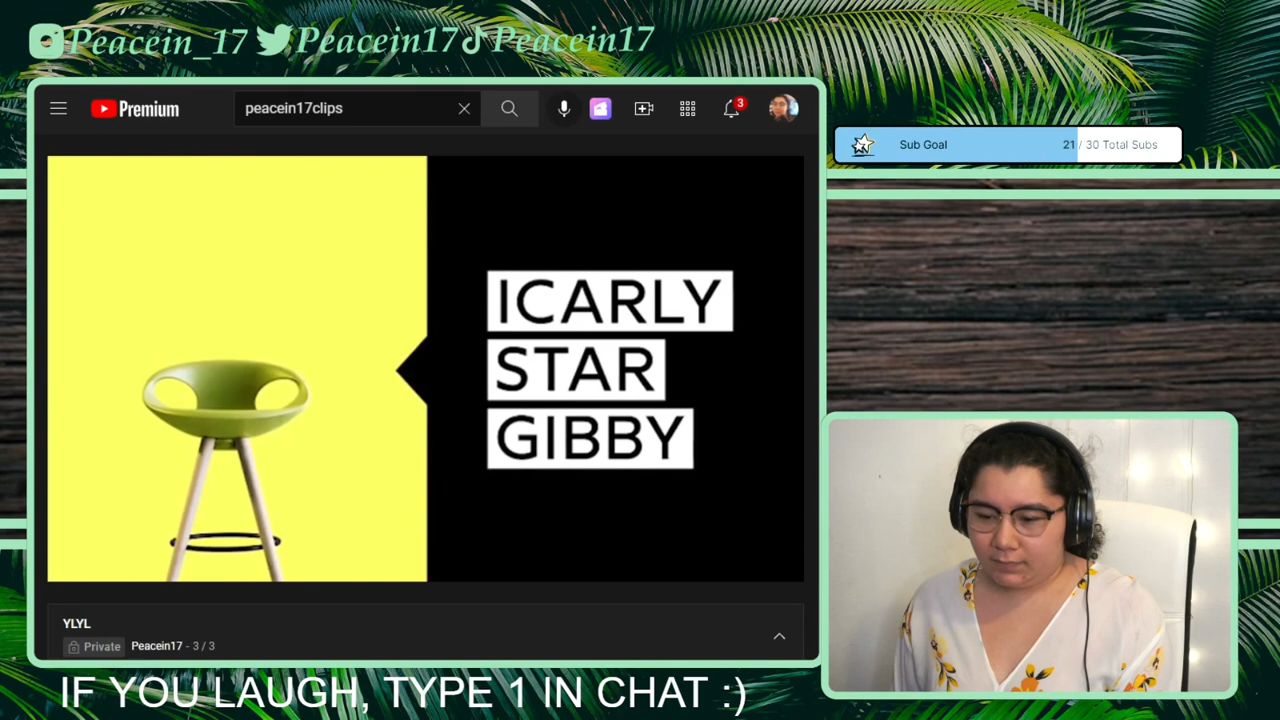 Peacein_17 Peacein17 Peacein17
Premium
peacein17clips
3
Sub Goal
21 / 30 Total Subs
ICARLY
STAR
GIBBY
YLYL
Private Peacein17 - 3 / 3
IF YOU LAUGH, TYPE 1 IN CHAT :)